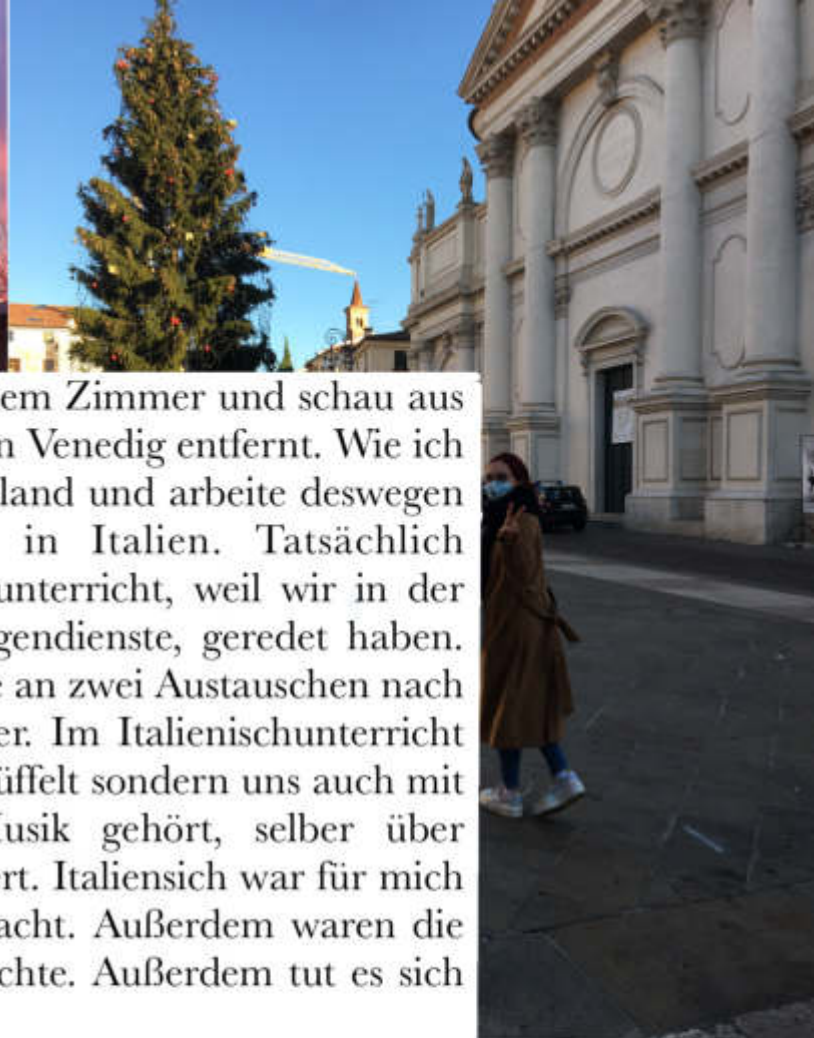 em Zimmer und schau aus
n Venedig entfernt. Wie ich
land und arbeite deswegen
in Italien. Tatsächlich
unterricht, weil wir in der
gendienste, geredet haben.
an zwei Austauschen nach
er. Im Italienischunterricht
üffelt sondern uns auch mit
usik gehört, selber über
rt. Italiensich war für mich
acht. Außerdem waren die
chte. Außerdem tut es sich